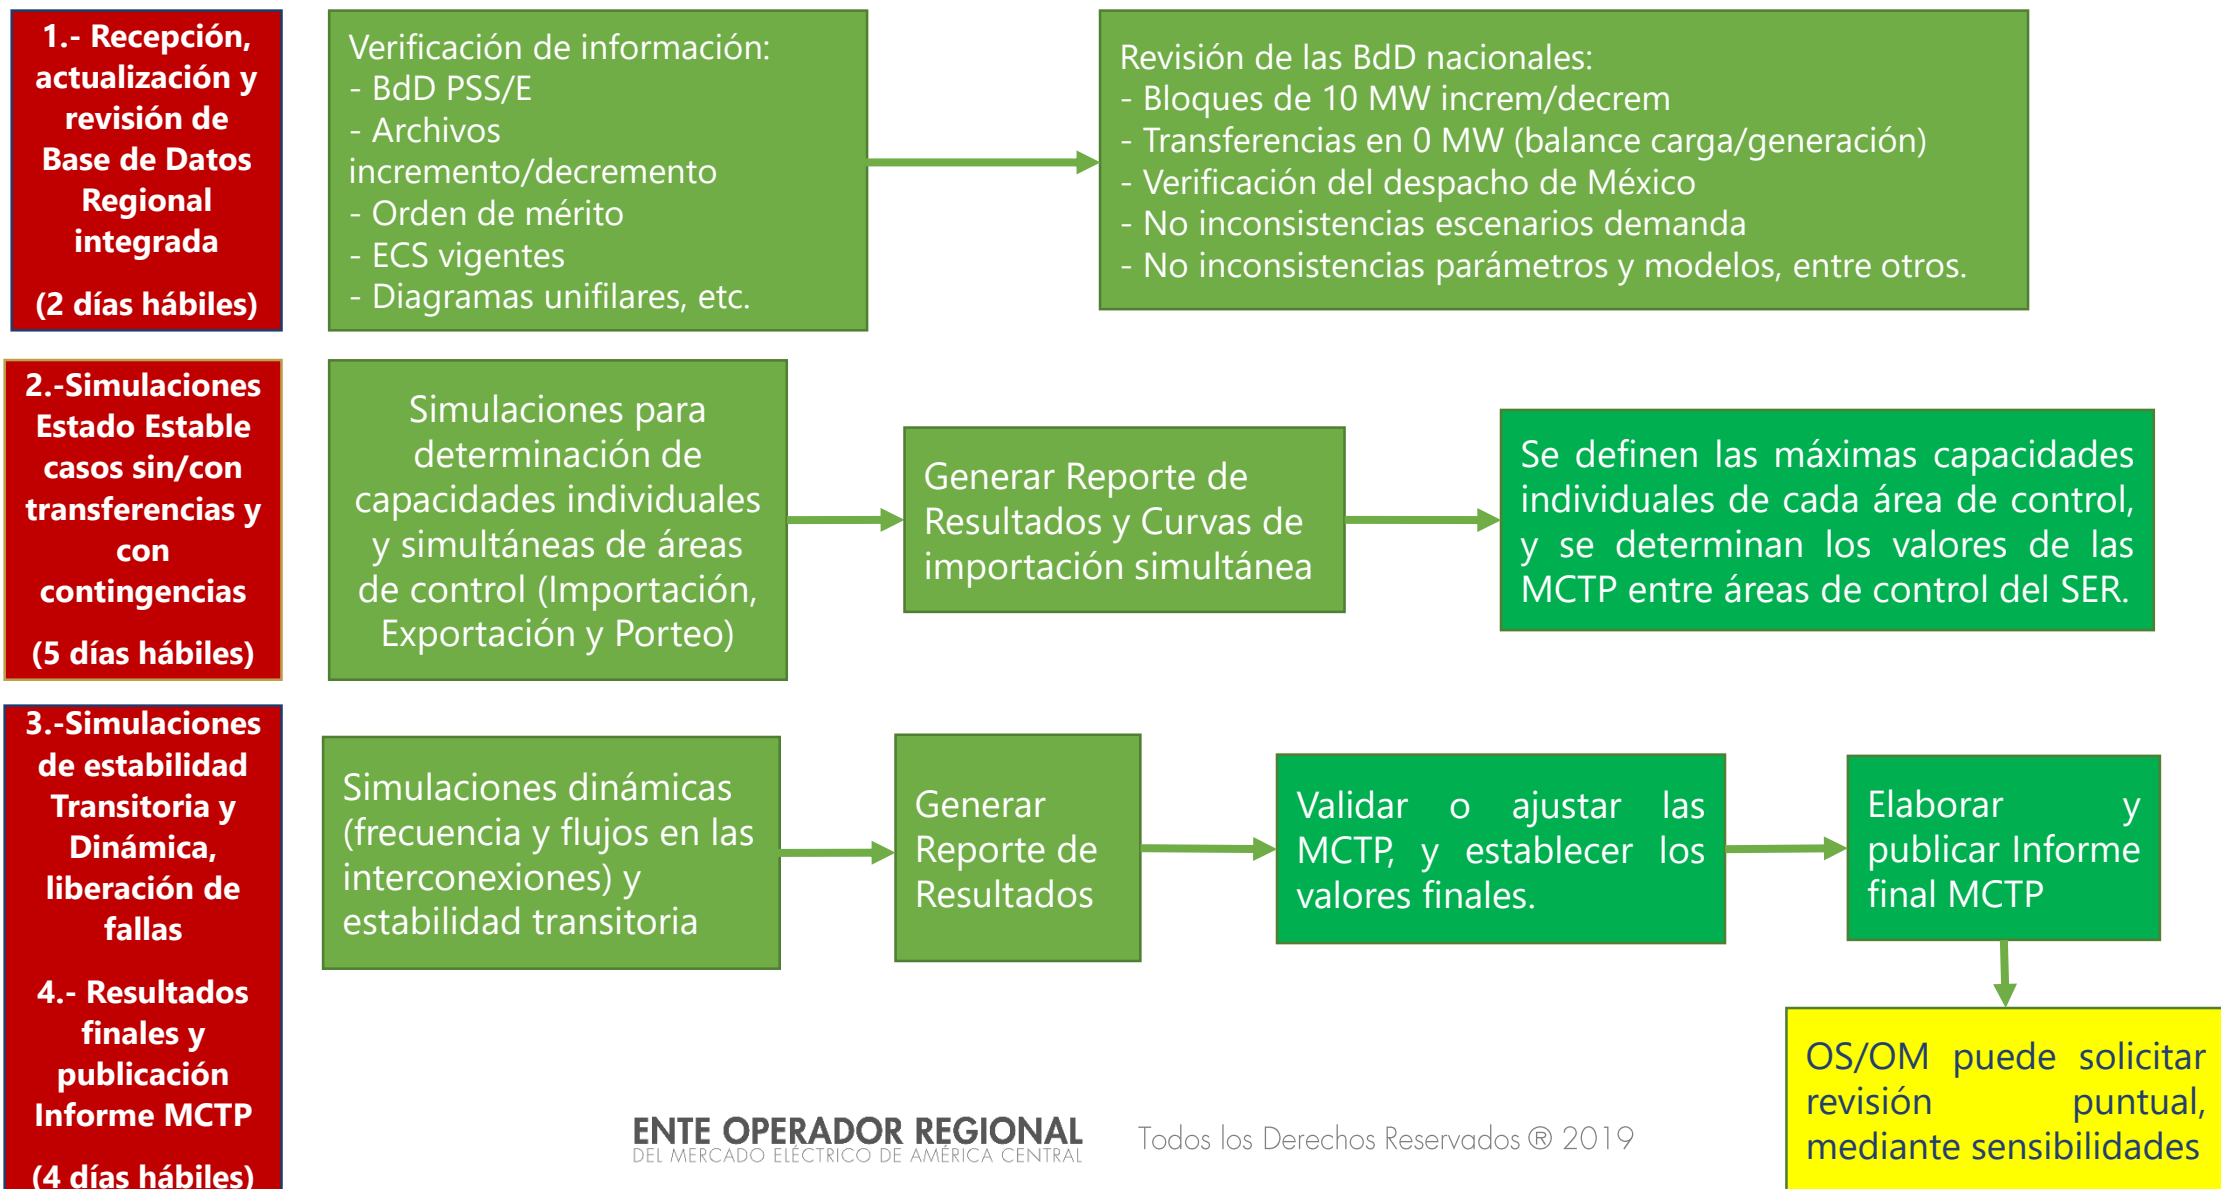 1.- Recepción,
actualización y
revisión de
Base de Datos
Regional
integrada
(2 días hábiles)
Verificación de información:
- BdD PSS/E
- Archivos
incremento/decremento
- Orden de mérito
- ECS vigentes
- Diagramas unifilares, etc.
Revisión de las BdD nacionales:
- Bloques de 10 MW increm/decrem
- Transferencias en 0 MW (balance carga/generación)
- Verificación del despacho de México
- No inconsistencias escenarios demanda
- No inconsistencias parámetros y modelos, entre otros.
2.-Simulaciones
Estado Estable
casos sin/con
transferencias y
con
contingencias
(5 días hábiles)
Simulaciones para
determinación de
capacidades individuales
y simultáneas de áreas
de control (Importación,
Exportación y Porteo)
Generar Reporte de
Resultados y Curvas de
importación simultánea
Se definen las máximas capacidades
individuales de cada área de control,
y se determinan los valores de las
MCTP entre áreas de control del SER.
3.-Simulaciones
de estabilidad
Transitoria y
Dinámica,
liberación de
fallas
4.- Resultados
finales y
publicación
Informe MCTP
(4 días hábiles)
Simulaciones dinámicas
(frecuencia y flujos en las
interconexiones) y
estabilidad transitoria
Generar
Reporte de
Resultados
Validar o ajustar las
MCTP, y establecer los
valores finales.
Elaborar y
publicar Informe
final MCTP
OS/OM puede solicitar
revisión puntual,
mediante sensibilidades
ENTE OPERADOR REGIONAL
DEL MERCADO ELÉCTRICO DE AMÉRICA CENTRAL
Todos los Derechos Reservados ® 2019